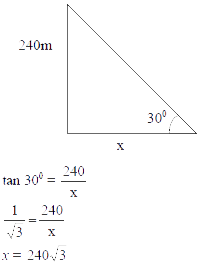 240m
30⁰
x
tan 30⁰ = 240/x
1/√3 = 240/x
x = 240√3